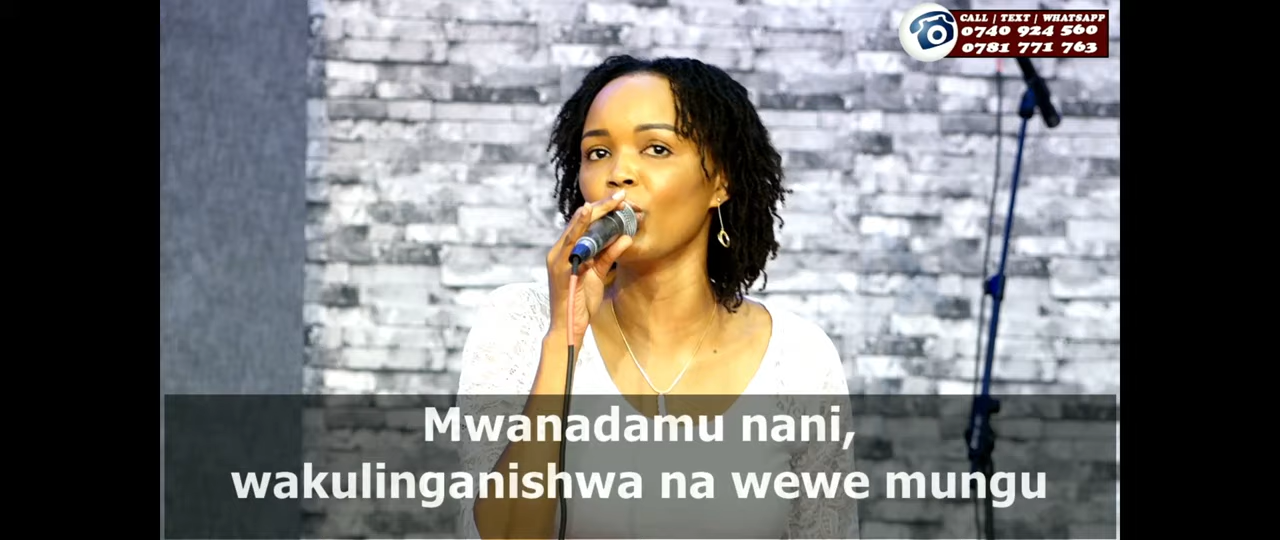 CALL | TEXT | WHATSAPP
0740 924 560
0781 771 763
Mwanadamu nani,
wakulinganishwa na wewe mungu